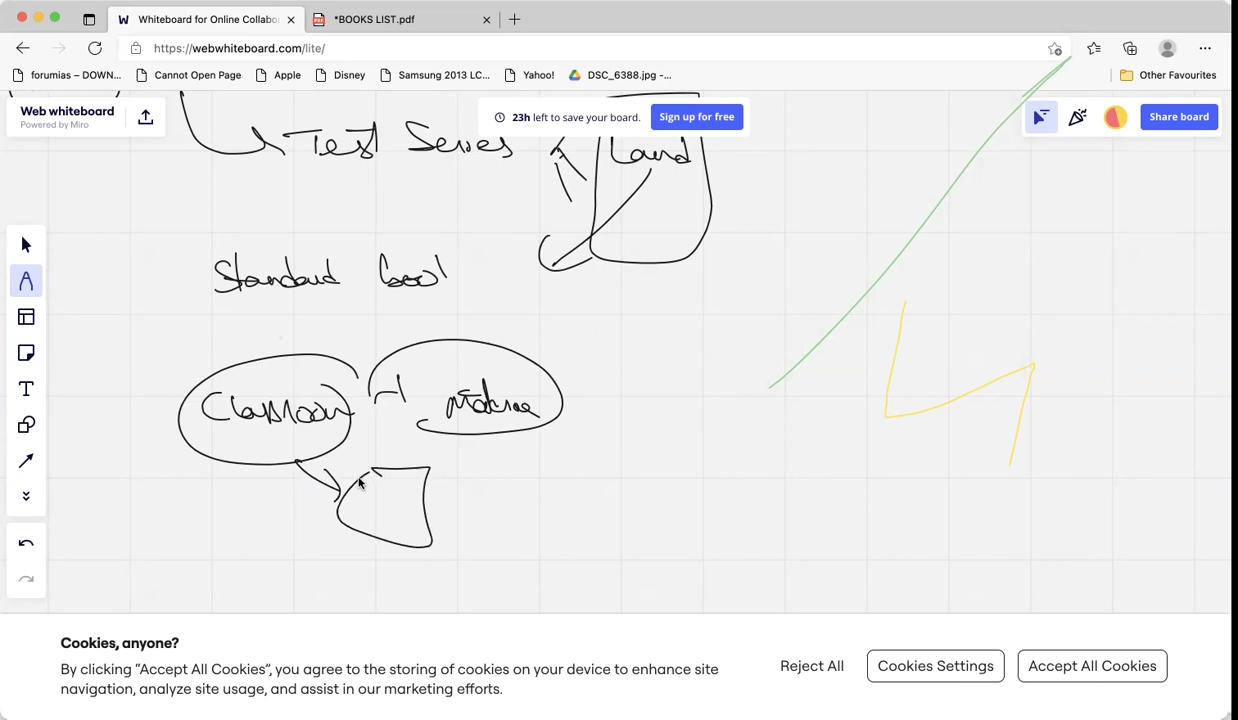 Whiteboard for Online Collabo
*BOOKS LIST.pdf
https://webwhiteboard.com/lite/
forumias – DOWN...
Cannot Open Page
Apple
Disney
Samsung 2013 LC...
Yahoo!
DSC_6388.jpg -...
Other Favourites
Web whiteboard
Powered by Miro
23h left to save your board.
Sign up for free
Share board
Test Series
Land
Standard book
Classroom
Cookies, anyone?
By clicking “Accept All Cookies”, you agree to the storing of cookies on your device to enhance site
navigation, analyze site usage, and assist in our marketing efforts.
Reject All
Cookies Settings
Accept All Cookies